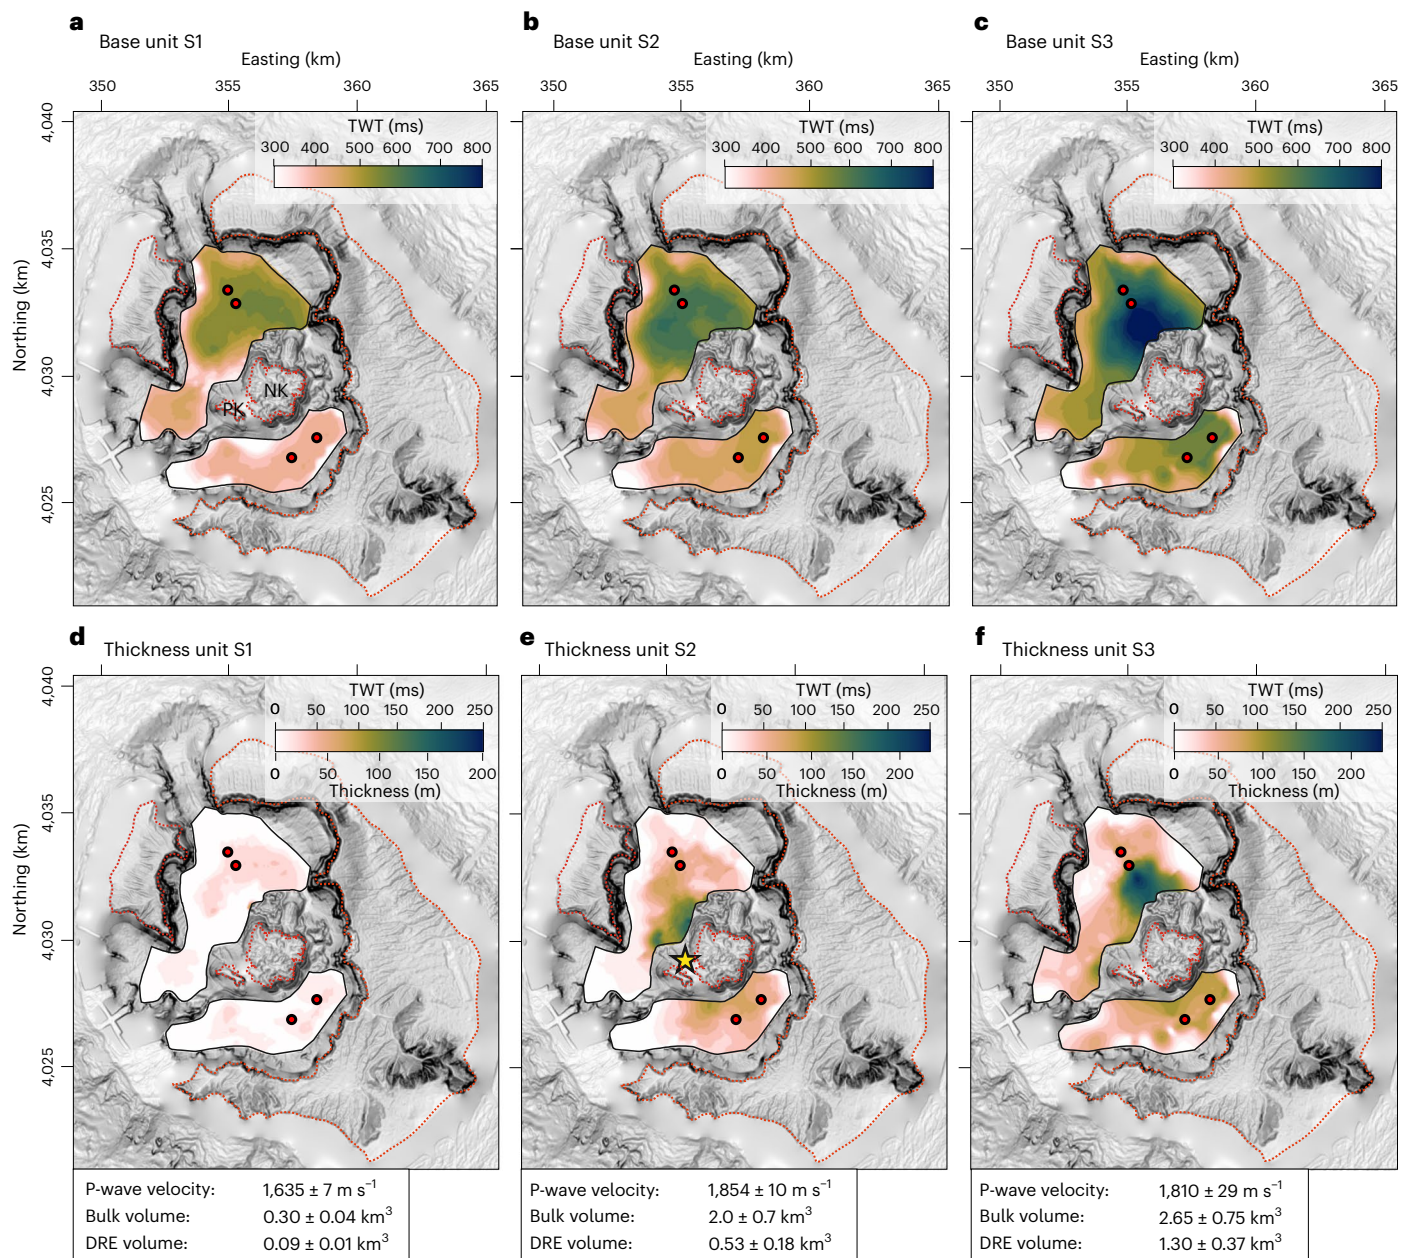 a
Base unit S1
Easting (km)
350 355 360 365
b
Base unit S2
Easting (km)
350 355 360 365
c
Base unit S3
Easting (km)
350 355 360 365
Northing (km)
4,040
4,035
4,030
4,025
TWT (ms)
300 400 500 600 700 800
NK
PK
TWT (ms)
300 400 500 600 700 800
TWT (ms)
300 400 500 600 700 800
d
Thickness unit S1
e
Thickness unit S2
f
Thickness unit S3
Northing (km)
4,040
4,035
4,030
4,025
TWT (ms)
0 50 100 150 200 250
0 50 100 150 200
Thickness (m)
TWT (ms)
0 50 100 150 200 250
0 50 100 150 200
Thickness (m)
TWT (ms)
0 50 100 150 200 250
0 50 100 150 200
Thickness (m)
P-wave velocity: 1,635 ± 7 m s⁻¹
Bulk volume: 0.30 ± 0.04 km³
DRE volume: 0.09 ± 0.01 km³
P-wave velocity: 1,854 ± 10 m s⁻¹
Bulk volume: 2.0 ± 0.7 km³
DRE volume: 0.53 ± 0.18 km³
P-wave velocity: 1,810 ± 29 m s⁻¹
Bulk volume: 2.65 ± 0.75 km³
DRE volume: 1.30 ± 0.37 km³